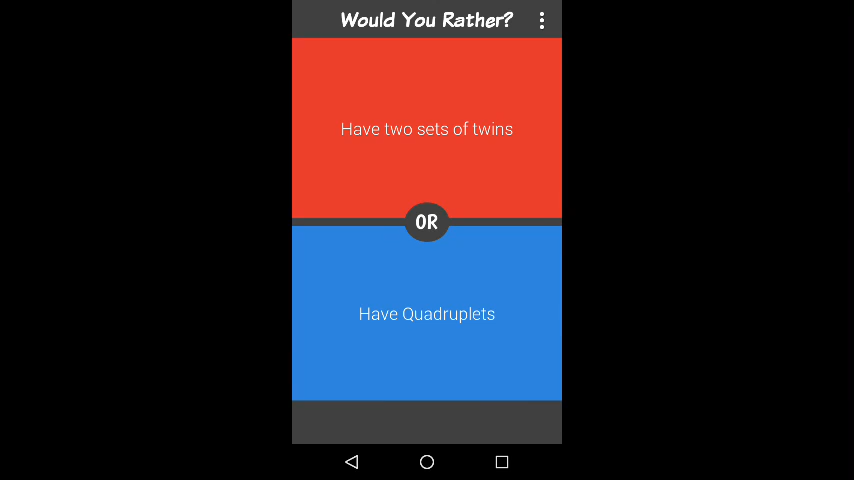 Would You Rather?
Have two sets of twins
OR
Have Quadruplets